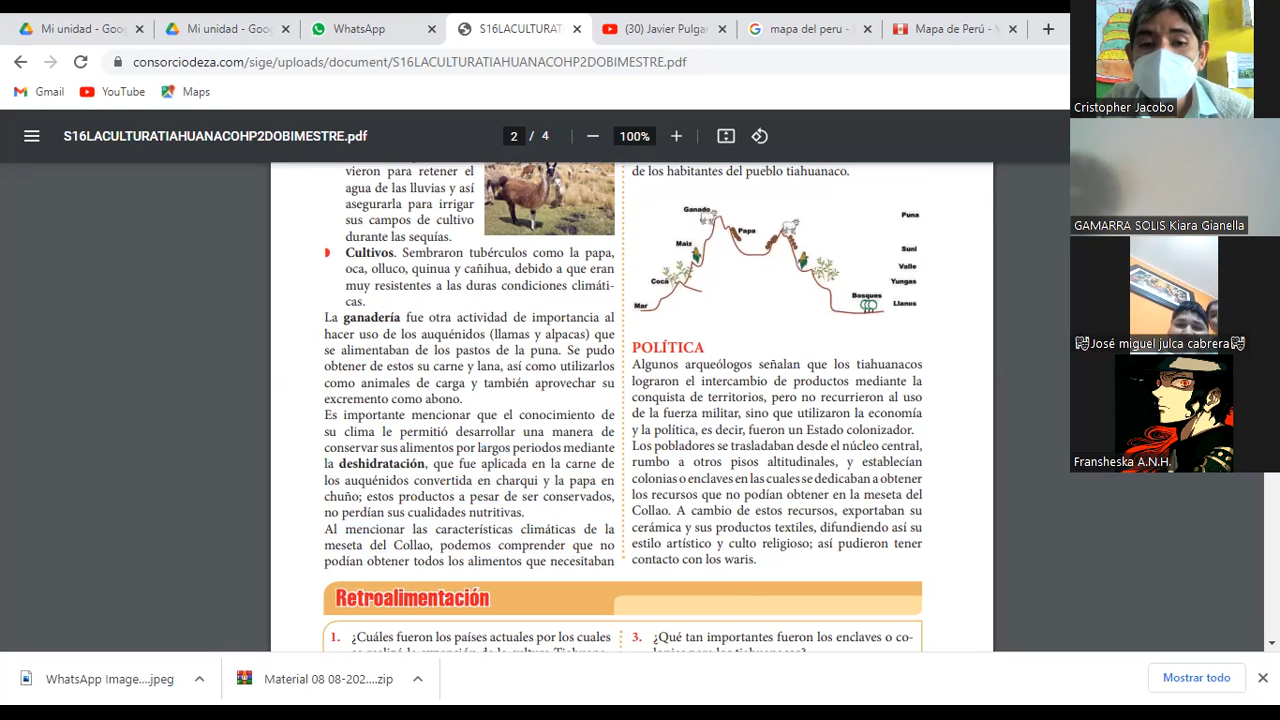 Mi unidad - Goog
Mi unidad - Goog
WhatsApp
S16LACULTURATI
(30) Javier Pulgar
mapa del peru -
Mapa de Perú -
consorciodeza.com/sige/uploads/document/S16LACULTURATIAHUANACOHP2DOBIMESTRE.pdf
Gmail
YouTube
Maps
S16LACULTURATIAHUANACOHP2DOBIMESTRE.pdf
2 / 4
100%
vieron para retener el
agua de las lluvias y así
asegurarla para irrigar
sus campos de cultivo
durante las sequías.
Cultivos. Sembraron tubérculos como la papa,
oca, olluco, quinua y cañihua, debido a que eran
muy resistentes a las duras condiciones climáti-
cas.
La ganadería fue otra actividad de importancia al
hacer uso de los auquénidos (llamas y alpacas) que
se alimentaban de los pastos de la puna. Se pudo
obtener de estos su carne y lana, así como utilizarlos
como animales de carga y también aprovechar su
excremento como abono.
Es importante mencionar que el conocimiento de
su clima le permitió desarrollar una manera de
conservar sus alimentos por largos periodos mediante
la deshidratación, que fue aplicada en la carne de
los auquénidos convertida en charqui y la papa en
chuño; estos productos a pesar de ser conservados,
no perdían sus cualidades nutritivas.
Al mencionar las características climáticas de la
meseta del Collao, podemos comprender que no
podían obtener todos los alimentos que necesitaban
de los habitantes del pueblo tiahuanaco.
Ganado
Puna
Papa
Maiz
Suni
Valle
Coca
Yungas
Bosques
Mar
Llanos
POLÍTICA
Algunos arqueólogos señalan que los tiahuanacos
lograron el intercambio de productos mediante la
conquista de territorios, pero no recurrieron al uso
de la fuerza militar, sino que utilizaron la economía
y la política, es decir, fueron un Estado colonizador.
Los pobladores se trasladaban desde el núcleo central,
rumbo a otros pisos altitudinales, y establecían
colonias o enclaves en las cuales se dedicaban a obtener
los recursos que no podían obtener en la meseta del
Collao. A cambio de estos recursos, exportaban su
cerámica y sus productos textiles, difundiendo así su
estilo artístico y culto religioso; así pudieron tener
contacto con los waris.
Retroalimentación
1. ¿Cuáles fueron los países actuales por los cuales
3. ¿Qué tan importantes fueron los enclaves o co-
WhatsApp Image....jpeg
Material 08 08-202....zip
Mostrar todo
Cristopher Jacobo
GAMARRA SOLIS Kiara Gianella
José miguel julca cabrera
Fransheska A.N.H.